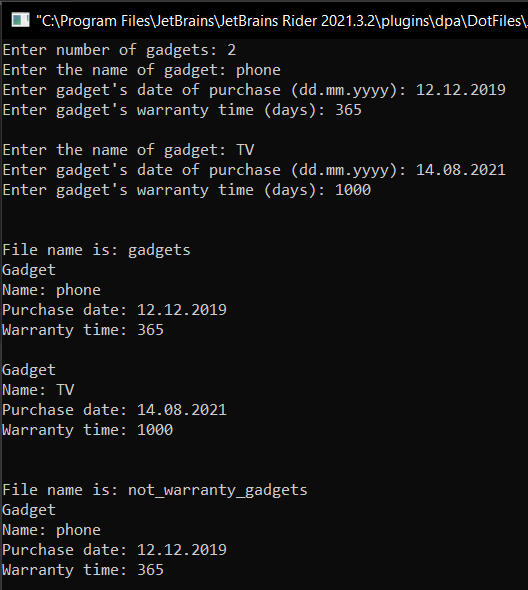 "C:\Program Files\JetBrains\JetBrains Rider 2021.3.2\plugins\dpa\DotFiles\
Enter number of gadgets: 2
Enter the name of gadget: phone
Enter gadget's date of purchase (dd.mm.yyyy): 12.12.2019
Enter gadget's warranty time (days): 365
Enter the name of gadget: TV
Enter gadget's date of purchase (dd.mm.yyyy): 14.08.2021
Enter gadget's warranty time (days): 1000
File name is: gadgets
Gadget
Name: phone
Purchase date: 12.12.2019
Warranty time: 365
Gadget
Name: TV
Purchase date: 14.08.2021
Warranty time: 1000
File name is: not_warranty_gadgets
Gadget
Name: phone
Purchase date: 12.12.2019
Warranty time: 365